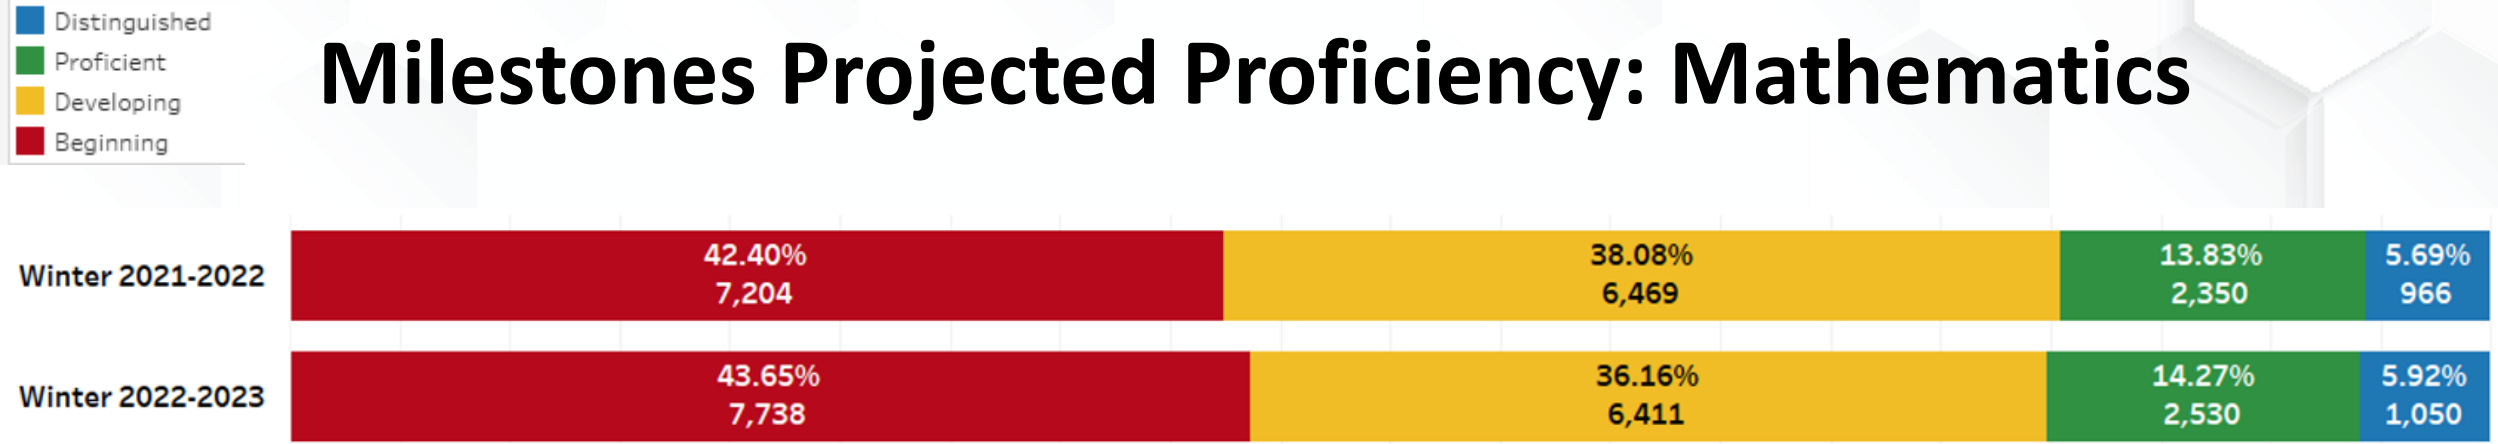 Distinguished
Proficient
Developing
Beginning
Milestones Projected Proficiency: Mathematics
Winter 2021-2022
42.40%
7,204
38.08%
6,469
13.83%
2,350
5.69%
966
Winter 2022-2023
43.65%
7,738
36.16%
6,411
14.27%
2,530
5.92%
1,050